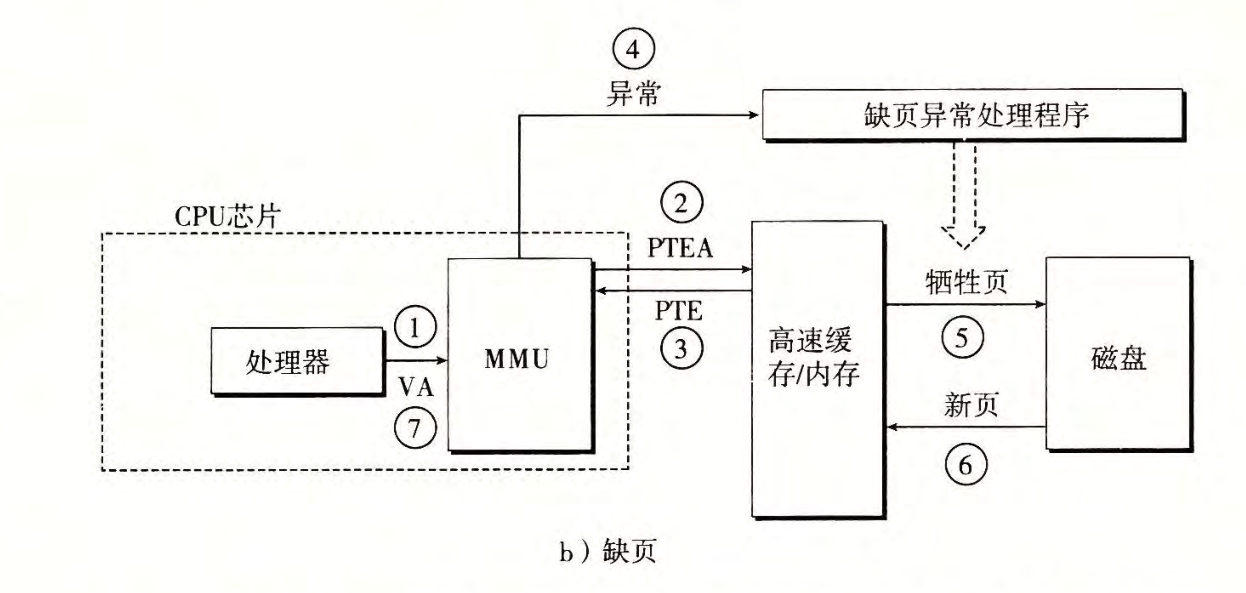 ④
异常
缺页异常处理程序
②
CPU芯片
PTEA
牺牲页
①
PTE
⑤
处理器
MMU
③
高速缓
存/内存
磁盘
VA
新页
⑦
⑥
b）缺页